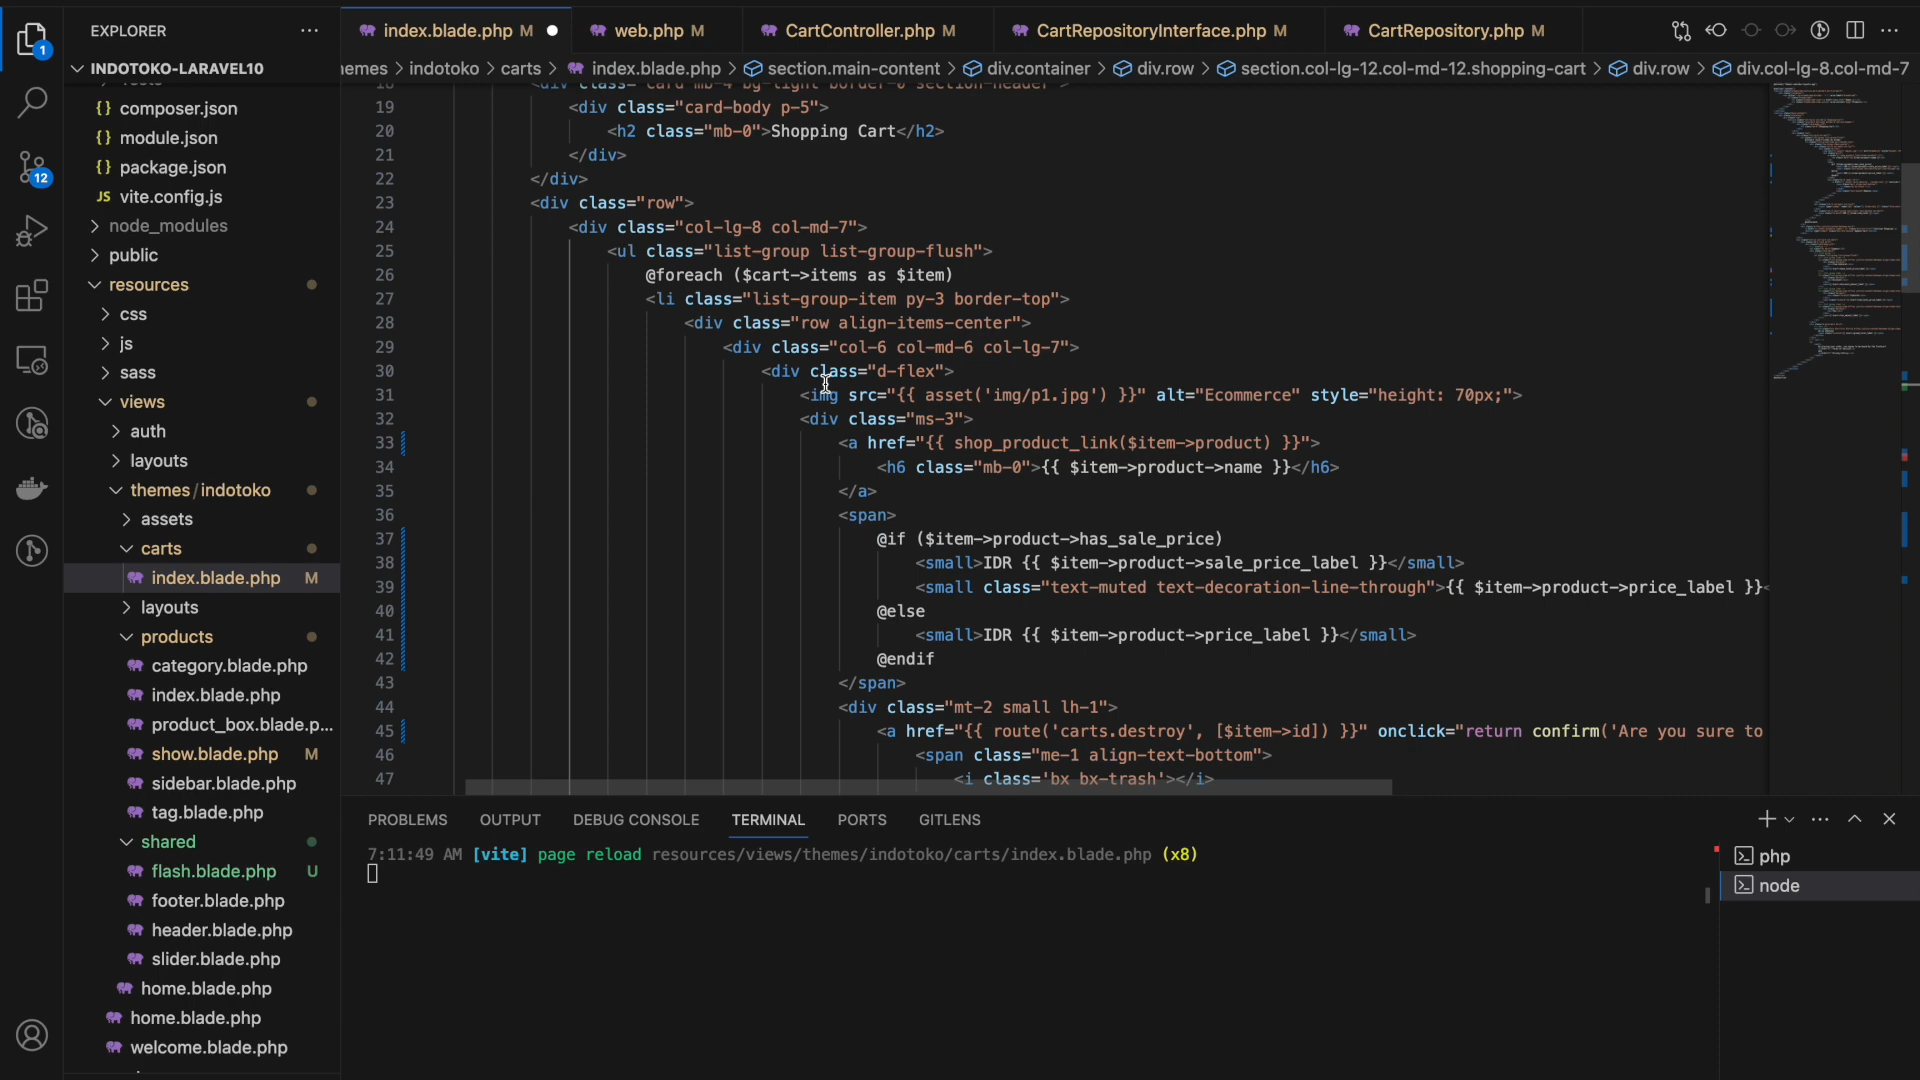 EXPLORER
INDOTOKO-LARAVEL10
{} composer.json
{} module.json
{} package.json
JS vite.config.js
node_modules
public
resources
css
js
sass
views
auth
layouts
themes/indotoko
assets
carts
index.blade.php M
layouts
products
category.blade.php
index.blade.php
product_box.blade.p...
show.blade.php M
sidebar.blade.php
tag.blade.php
shared
flash.blade.php U
footer.blade.php
header.blade.php
slider.blade.php
home.blade.php
home.blade.php
welcome.blade.php
1
12
index.blade.php M
web.php M
CartController.php M
CartRepositoryInterface.php M
CartRepository.php M
hemes > indotoko > carts > index.blade.php > section.main-content > div.container > div.row > section.col-lg-12.col-md-12.shopping-cart > div.row > div.col-lg-8.col-md-7
18 <div class="card mb-4 bg-light border-0 section-header">
19 <div class="card-body p-5">
20 <h2 class="mb-0">Shopping Cart</h2>
21 </div>
22 </div>
23 <div class="row">
24 <div class="col-lg-8 col-md-7">
25 <ul class="list-group list-group-flush">
26 @foreach ($cart->items as $item)
27 <li class="list-group-item py-3 border-top">
28 <div class="row align-items-center">
29 <div class="col-6 col-md-6 col-lg-7">
30 <div class="d-flex">
31 <img src="{{ asset('img/p1.jpg') }}" alt="Ecommerce" style="height: 70px;">
32 <div class="ms-3">
33 <a href="{{ shop_product_link($item->product) }}">
34 <h6 class="mb-0">{{ $item->product->name }}</h6>
35 </a>
36 <span>
37 @if ($item->product->has_sale_price)
38 <small>IDR {{ $item->product->sale_price_label }}</small>
39 <small class="text-muted text-decoration-line-through">{{ $item->product->price_label }}<
40 @else
41 <small>IDR {{ $item->product->price_label }}</small>
42 @endif
43 </span>
44 <div class="mt-2 small lh-1">
45 <a href="{{ route('carts.destroy', [$item->id]) }}" onclick="return confirm('Are you sure to
46 <span class="me-1 align-text-bottom">
47 <i class='bx bx-trash'></i>
PROBLEMS OUTPUT DEBUG CONSOLE TERMINAL PORTS GITLENS
7:11:49 AM [vite] page reload resources/views/themes/indotoko/carts/index.blade.php (x8)
php
node